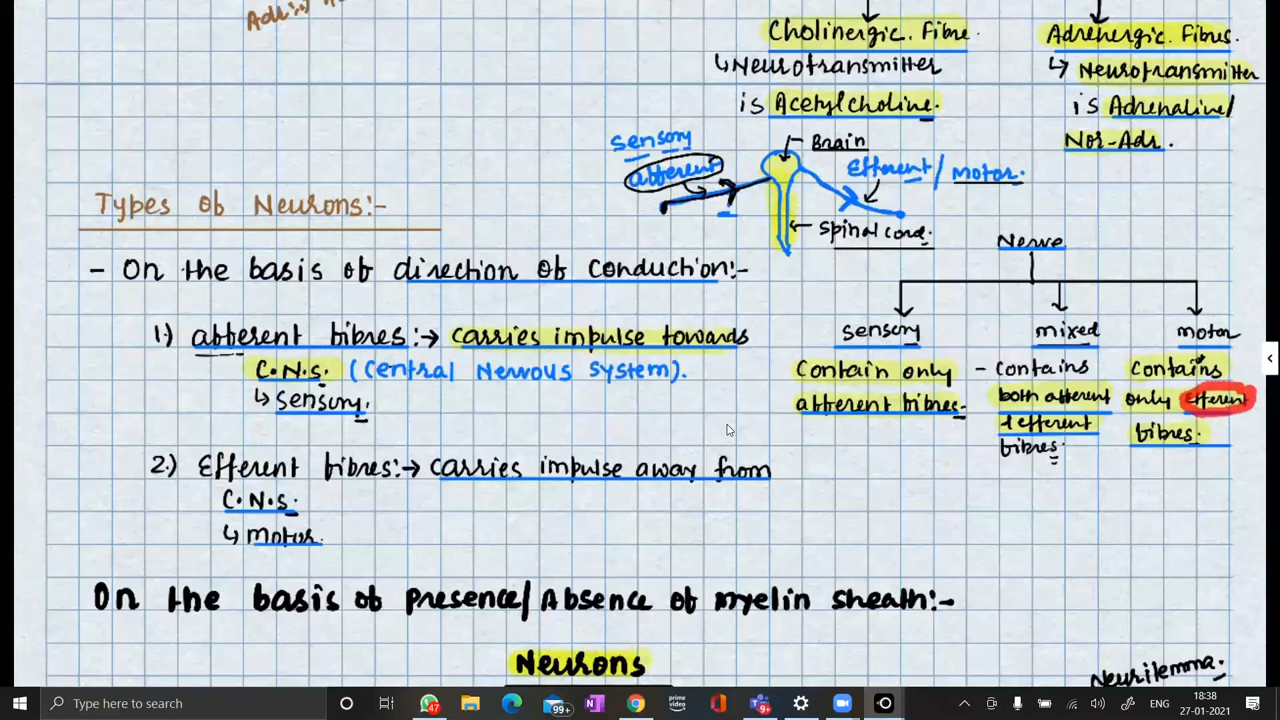 Cholinergic. Fibre
↳ Neurotransmitter
is Acetylcholine.
Adrenergic. Fibres.
↳ Neurotransmitter
is Adrenaline/
Nor-Adr.
sensory
afferent
Brain
Efferent / motor.
spinal cord.
Types of Neurons:-
- On the basis of direction of conduction:-
1.) afferent fibres:→ carries impulse towards
C.N.S. (Central Nervous System).
↳ sensory.
2) Efferent fibres:→ carries impulse away from
C.N.S.
↳ motor.
Nerve
sensory
Contain only
afferent fibres.
mixed
- contains
both afferent
& efferent
fibres.
motor
Contains
only efferent
fibres.
On the basis of presence/Absence of myelin sheath:-
Neurons
Neurilemma.
Type here to search
47
99+
9+
ENG
18:38
27-01-2021